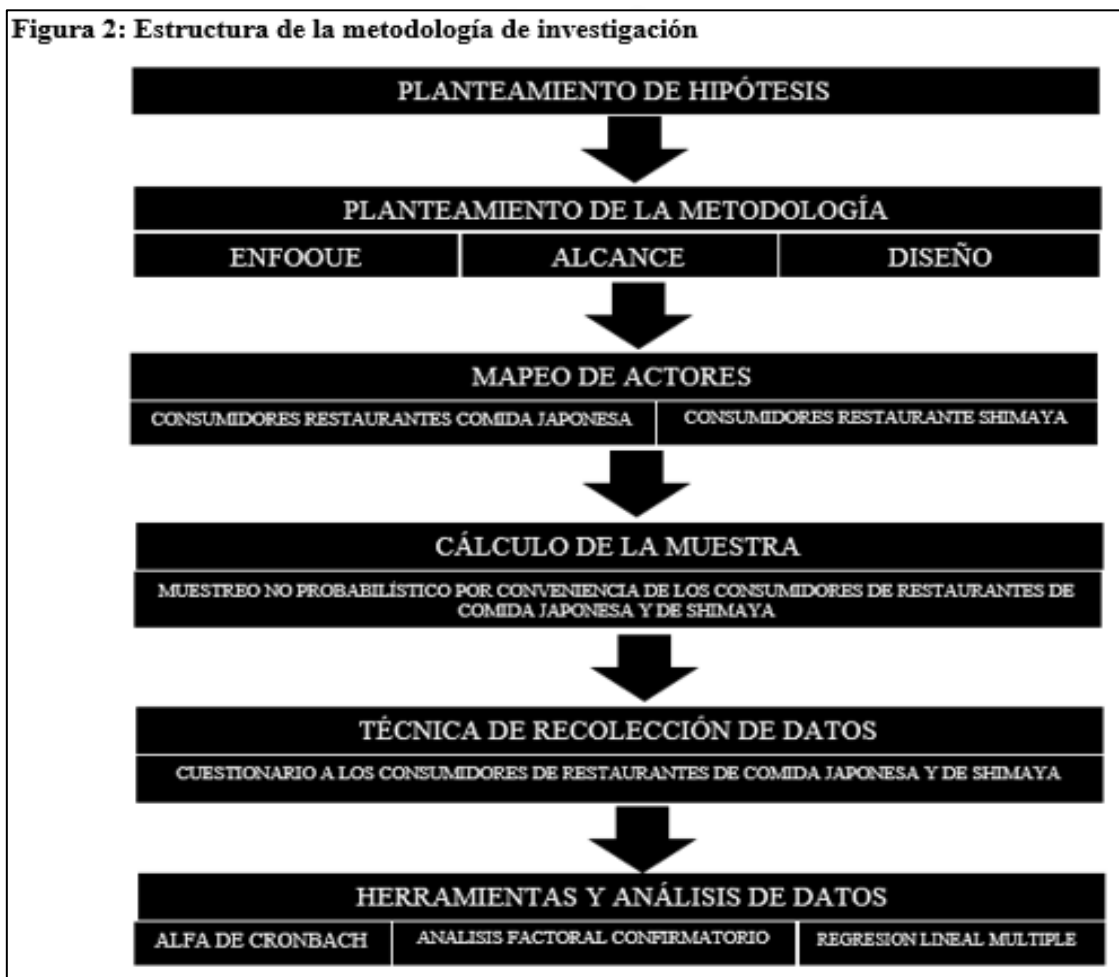 Figura 2: Estructura de la metodología de investigación
PLANTEAMIENTO DE HIPÓTESIS
PLANTEAMIENTO DE LA METODOLOGÍA
ENFOQUE
ALCANCE
DISEÑO
MAPEO DE ACTORES
CONSUMIDORES RESTAURANTES COMIDA JAPONESA
CONSUMIDORES RESTAURANTE SHIMAYA
CÁLCULO DE LA MUESTRA
MUESTREO NO PROBABILÍSTICO POR CONVENIENCIA DE LOS CONSUMIDORES DE RESTAURANTES DE
COMIDA JAPONESA Y DE SHIMAYA
TÉCNICA DE RECOLECCIÓN DE DATOS
CUESTIONARIO A LOS CONSUMIDORES DE RESTAURANTES DE COMIDA JAPONESA Y DE SHIMAYA
HERRAMIENTAS Y ANÁLISIS DE DATOS
ALFA DE CRONBACH
ANALISIS FACTORAL CONFIRMATORIO
REGRESION LINEAL MULTIPLE